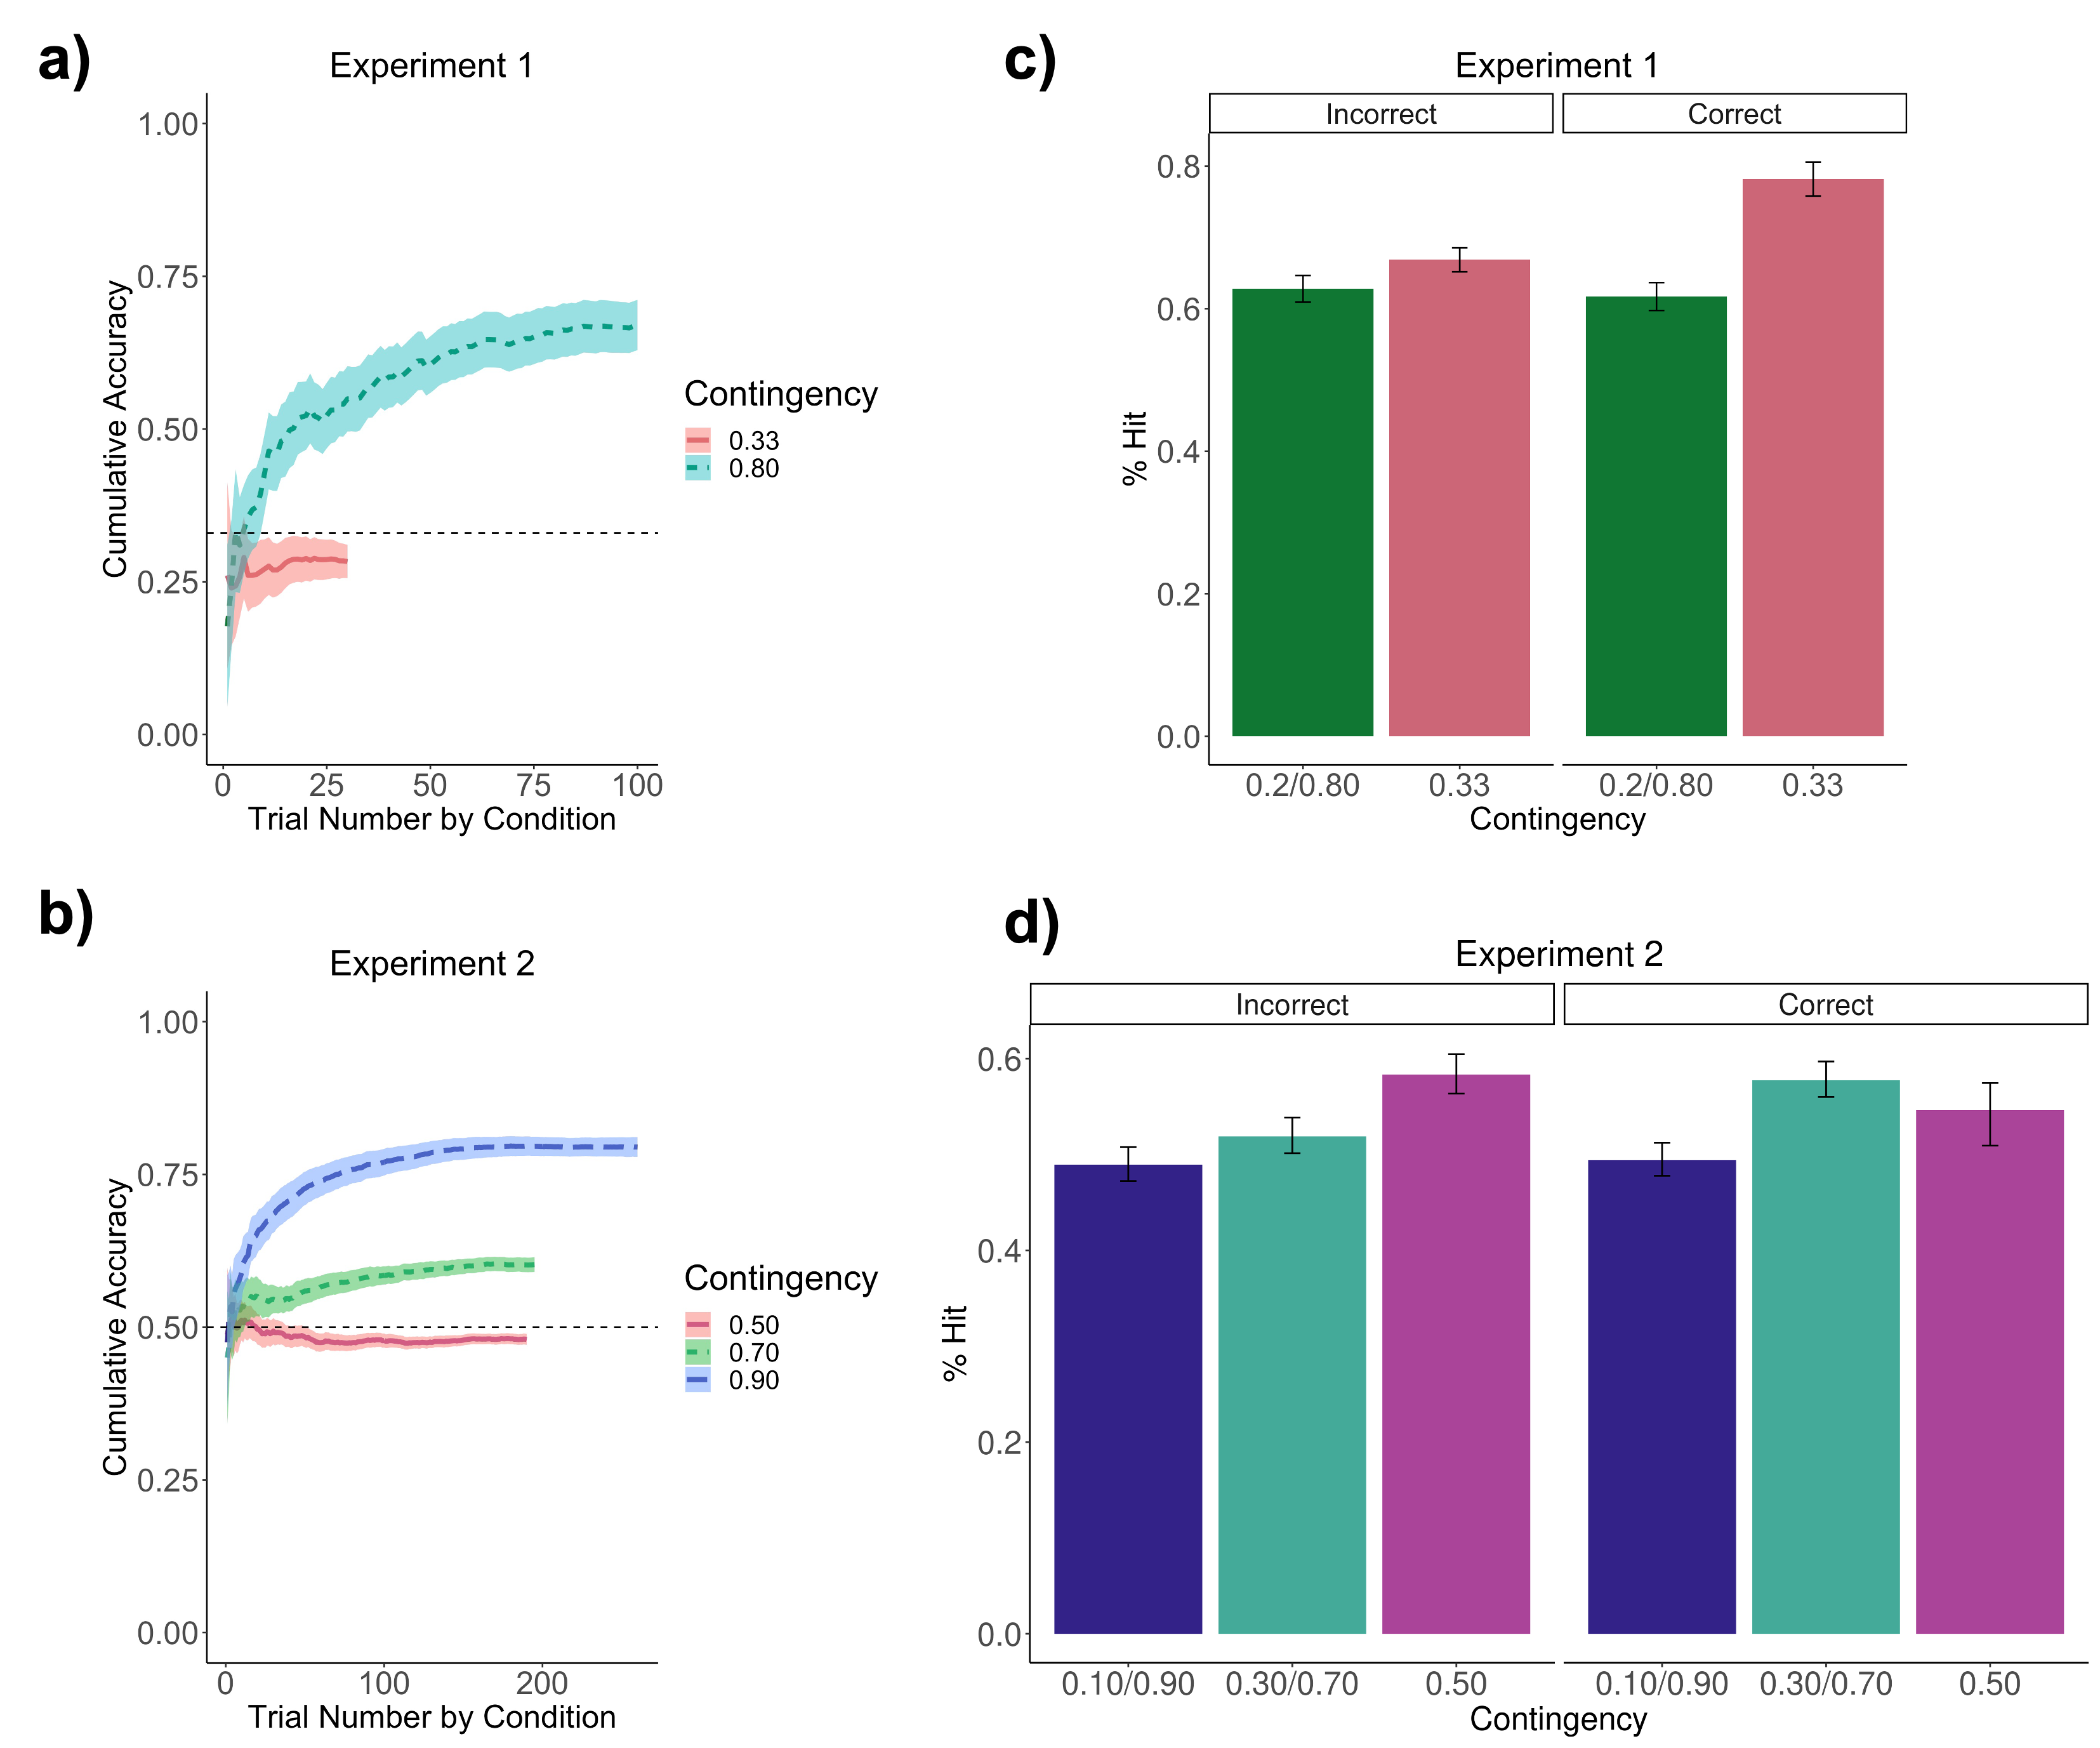 a)
Experiment 1
1.00
0.75
0.50
0.25
0.00
Cumulative Accuracy
0 25 50 75 100
Trial Number by Condition
Contingency
0.33
0.80
c)
Experiment 1
Incorrect Correct
0.8
0.6
0.4
0.2
0.0
% Hit
0.2/0.80 0.33 0.2/0.80 0.33
Contingency
b)
Experiment 2
1.00
0.75
0.50
0.25
0.00
Cumulative Accuracy
0 100 200
Trial Number by Condition
Contingency
0.50
0.70
0.90
d)
Experiment 2
Incorrect Correct
0.6
0.4
0.2
0.0
% Hit
0.10/0.90 0.30/0.70 0.50 0.10/0.90 0.30/0.70 0.50
Contingency